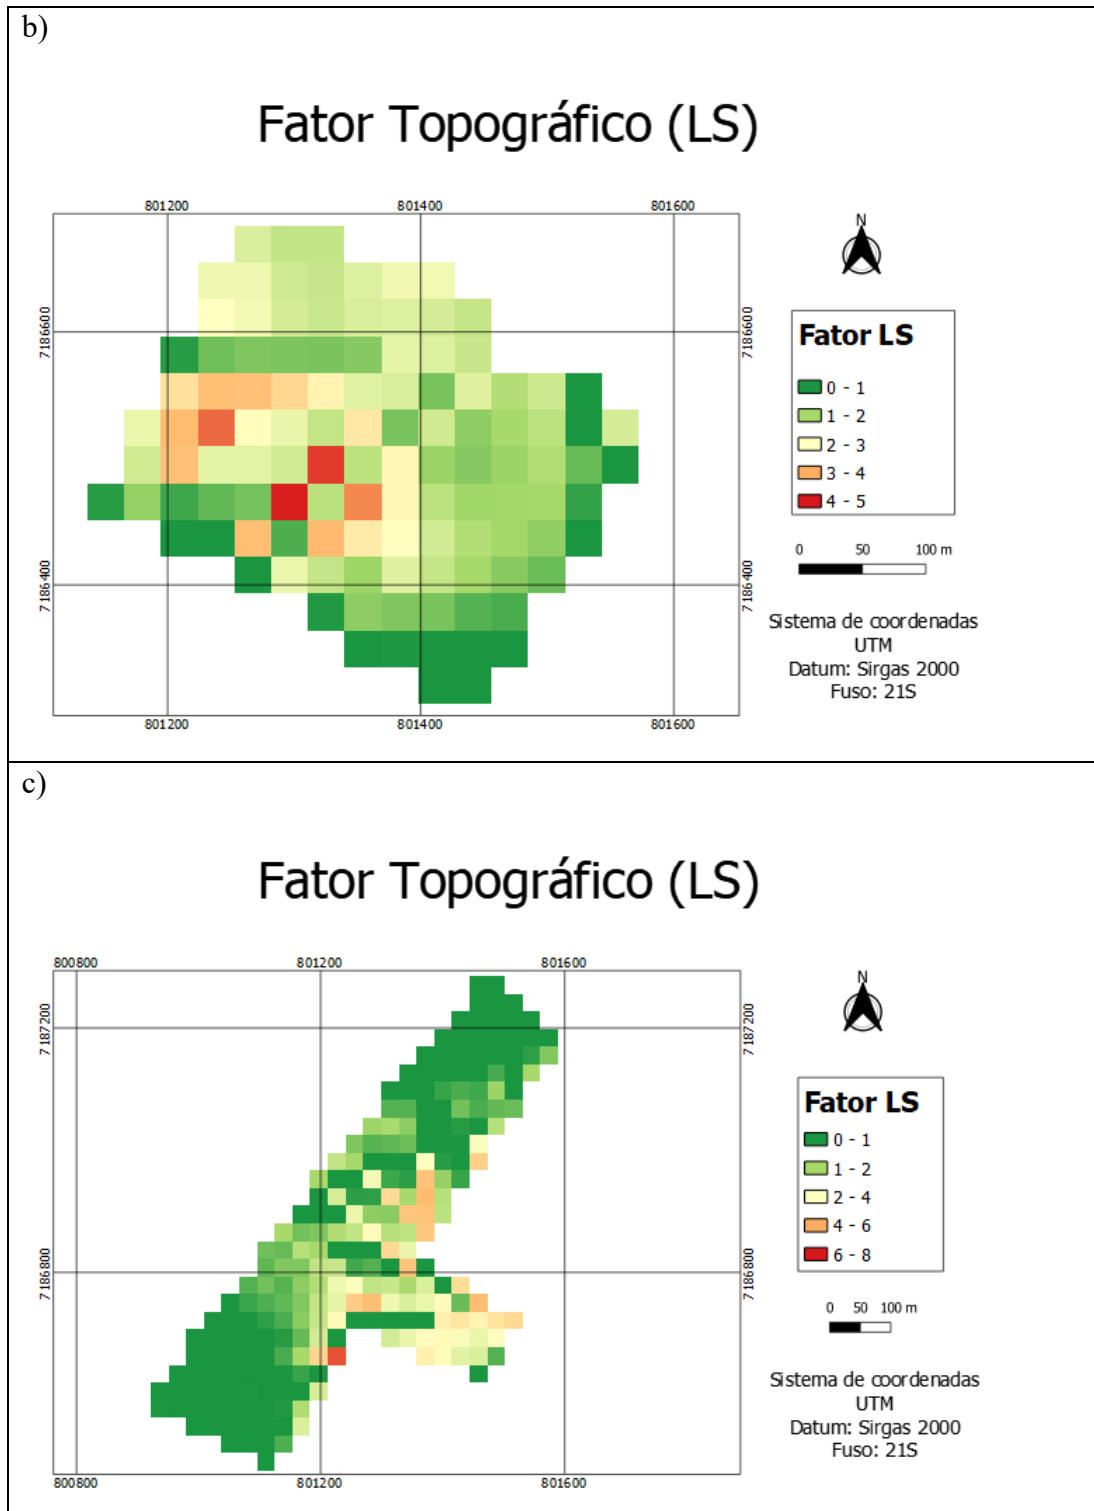 b)
Fator Topográfico (LS)
801200 801400 801600
N
7186600 7186600
Fator LS
0 - 1
1 - 2
2 - 3
3 - 4
4 - 5
0 50 100 m
7186400 7186400
Sistema de coordenadas
UTM
Datum: Sirgas 2000
Fuso: 21S
801200 801400 801600
c)
Fator Topográfico (LS)
800800 801200 801600
N
7187200 7187200
Fator LS
0 - 1
1 - 2
2 - 4
4 - 6
6 - 8
7186800 7186800
0 50 100 m
Sistema de coordenadas
UTM
Datum: Sirgas 2000
Fuso: 21S
800800 801200 801600